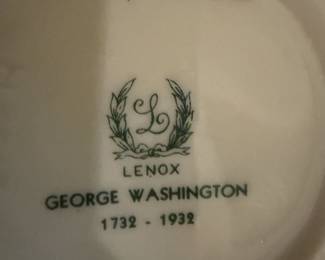 L
LENOX
GEORGE WASHINGTON
1732 - 1932